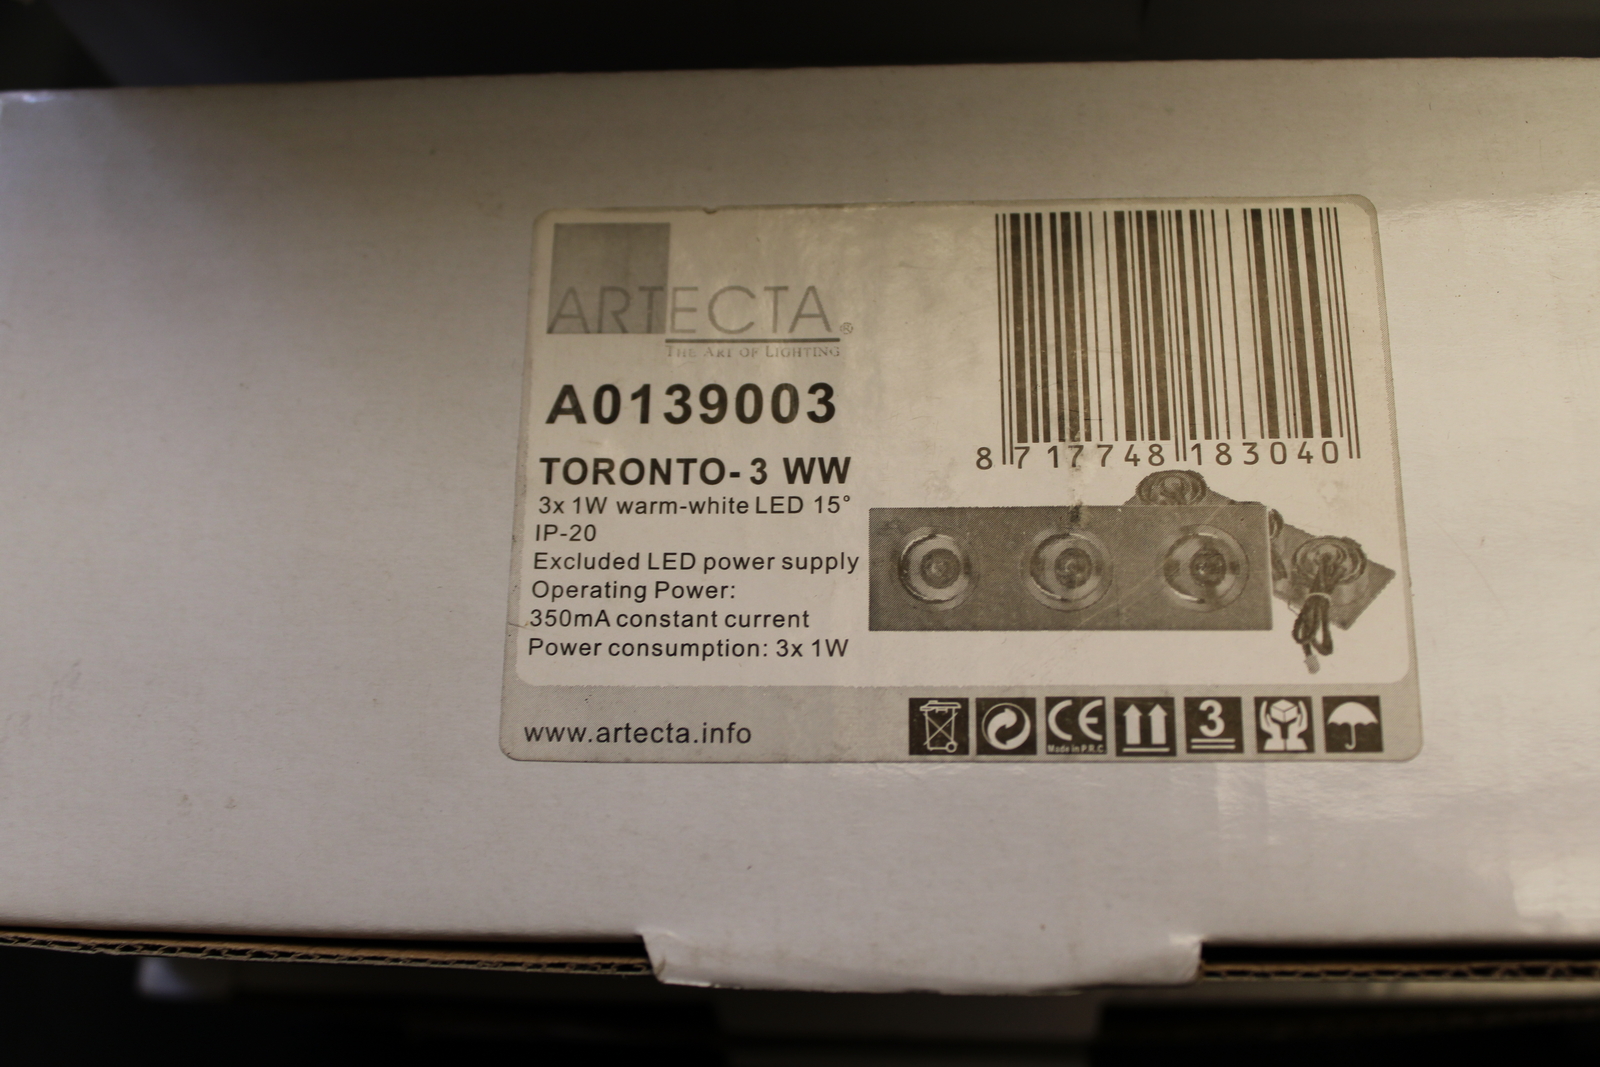 ARTECTA®
THE ART OF LIGHTING
A0139003
TORONTO-3 WW
3x 1W warm-white LED 15°
IP-20
Excluded LED power supply
Operating Power:
350mA constant current
Power consumption: 3x 1W
8 717748 183040
www.artecta.info
CE
Made in P.R.C.
3